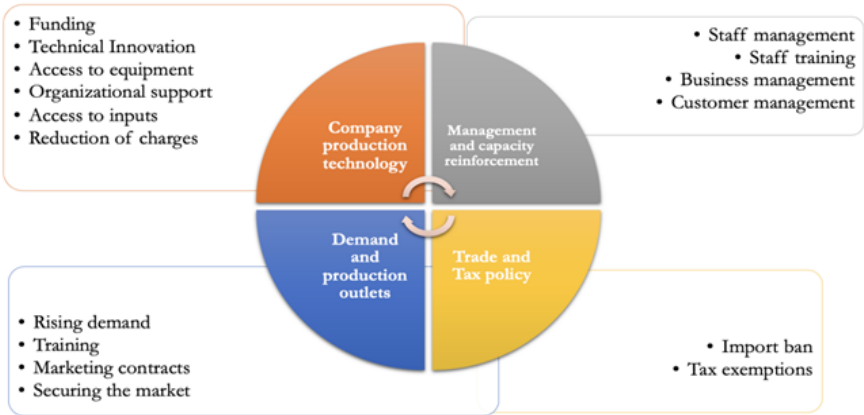 • Funding
• Technical Innovation
• Access to equipment
• Organizational support
• Access to inputs
• Reduction of charges
• Staff management
• Staff training
• Business management
• Customer management
Company
production
technology
Management
and capacity
reinforcement
Demand
and
production
outlets
Trade and
Tax policy
• Rising demand
• Training
• Marketing contracts
• Securing the market
• Import ban
• Tax exemptions